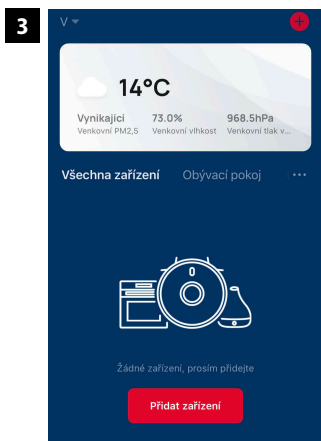 3
V
14°C
Vynikající 73.0% 968.5hPa
Venkovní PM2,5 Venkovní vlhkost Venkovní tlak v...
Všechna zařízení Obývací pokoj ...
Žádné zařízení, prosím přidejte
Přidat zařízení